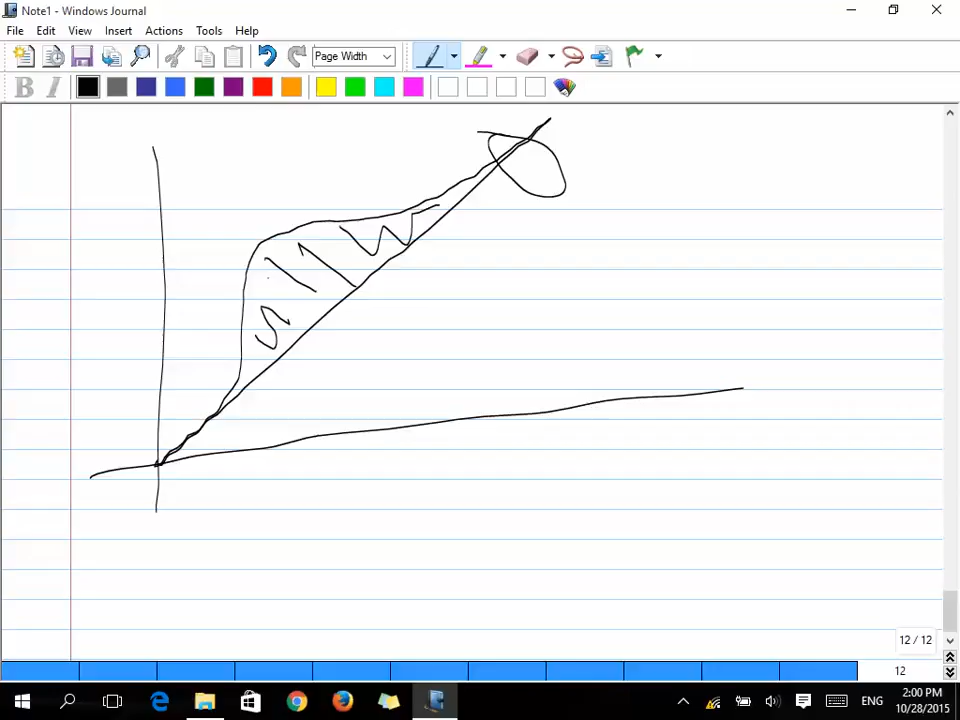 Note1 - Windows Journal
File Edit View Insert Actions Tools Help
Page Width
B I
12 / 12
12
ENG
2:00 PM
10/28/2015